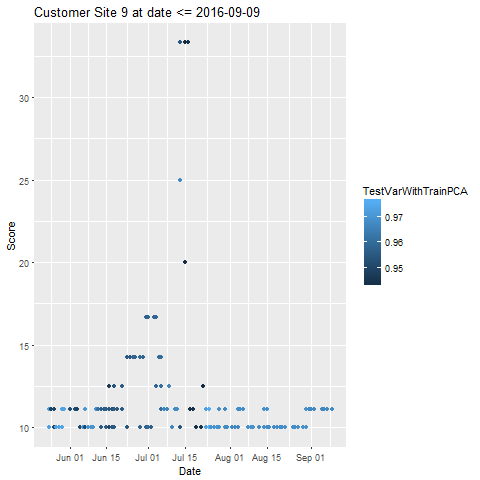 Customer Site 9 at date <= 2016-09-09
Score
30
25
20
15
10
Jun 01 Jun 15 Jul 01 Jul 15 Aug 01 Aug 15 Sep 01
Date
TestVarWithTrainPCA
0.97
0.96
0.95